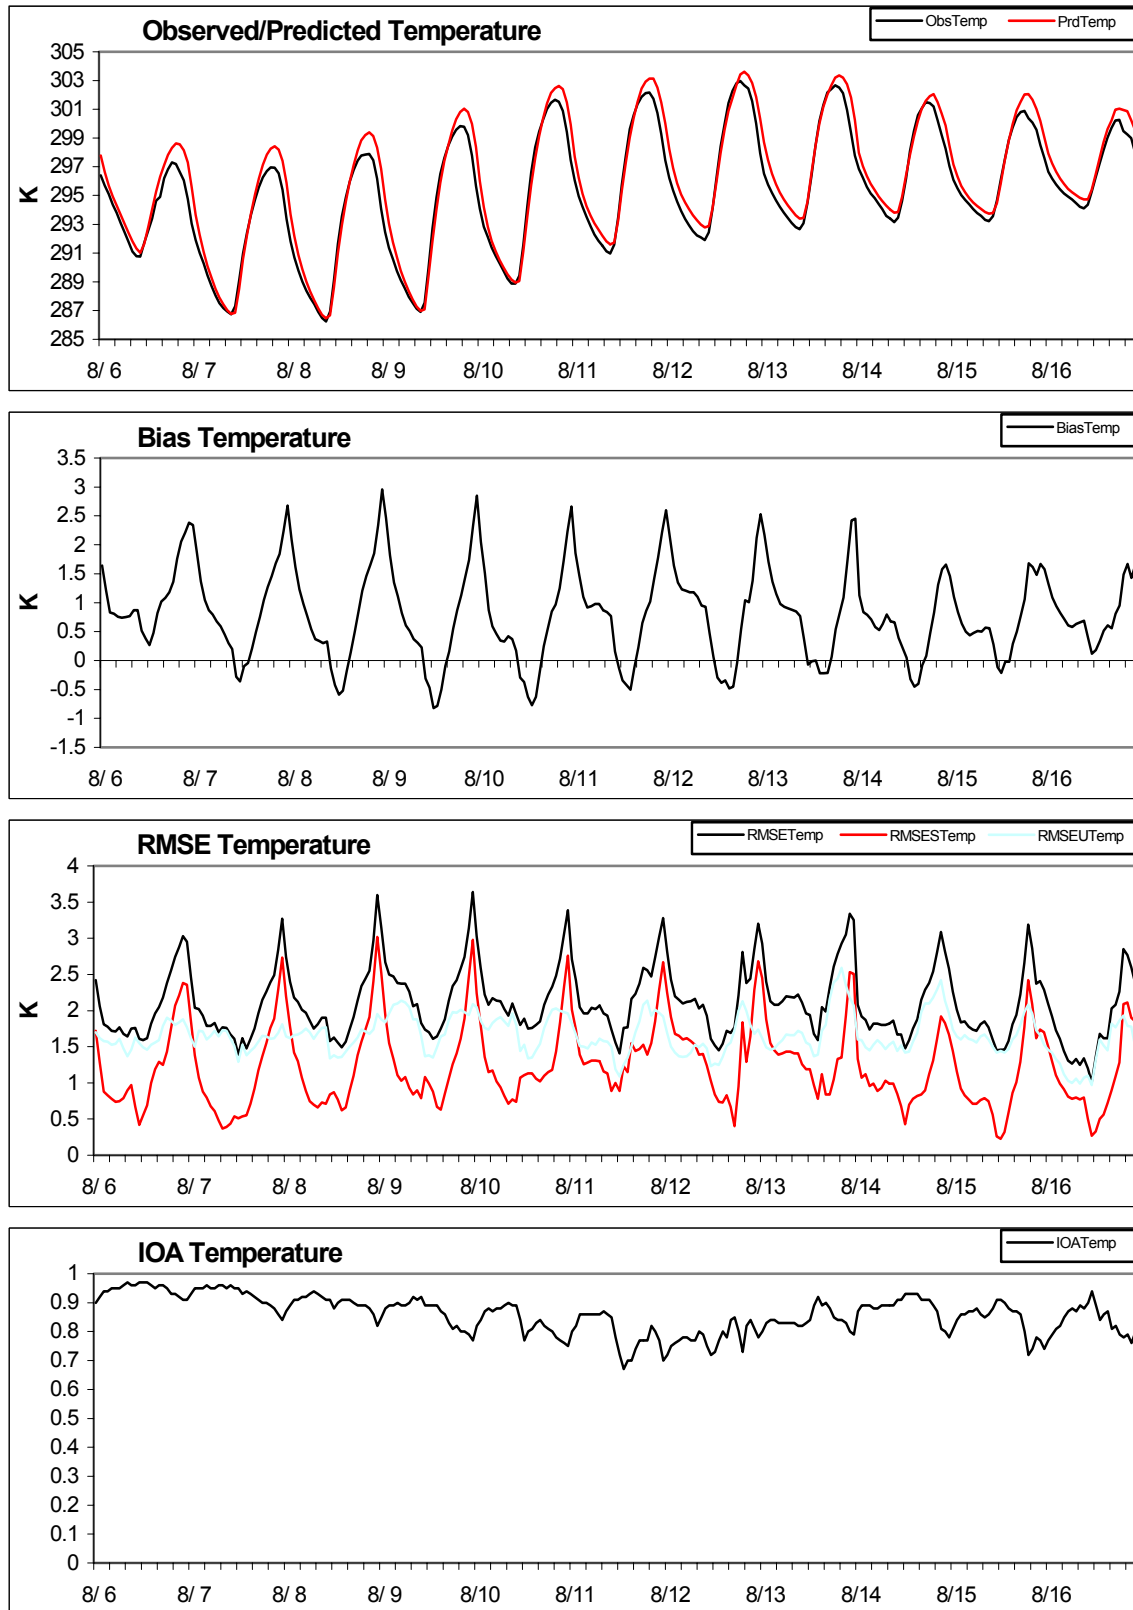 Observed/Predicted Temperature
ObsTemp PrdTemp
305
303
301
299
297
295
293
291
289
287
285
K
8/ 6 8/ 7 8/ 8 8/ 9 8/10 8/11 8/12 8/13 8/14 8/15 8/16
Bias Temperature
BiasTemp
3.5
3
2.5
2
1.5
1
0.5
0
-0.5
-1
-1.5
K
8/ 6 8/ 7 8/ 8 8/ 9 8/10 8/11 8/12 8/13 8/14 8/15 8/16
RMSE Temperature
RMSETemp RMSESTemp RMSEUTemp
4
3.5
3
2.5
2
1.5
1
0.5
0
K
8/ 6 8/ 7 8/ 8 8/ 9 8/10 8/11 8/12 8/13 8/14 8/15 8/16
IOA Temperature
IOATemp
1
0.9
0.8
0.7
0.6
0.5
0.4
0.3
0.2
0.1
0
8/ 6 8/ 7 8/ 8 8/ 9 8/10 8/11 8/12 8/13 8/14 8/15 8/16